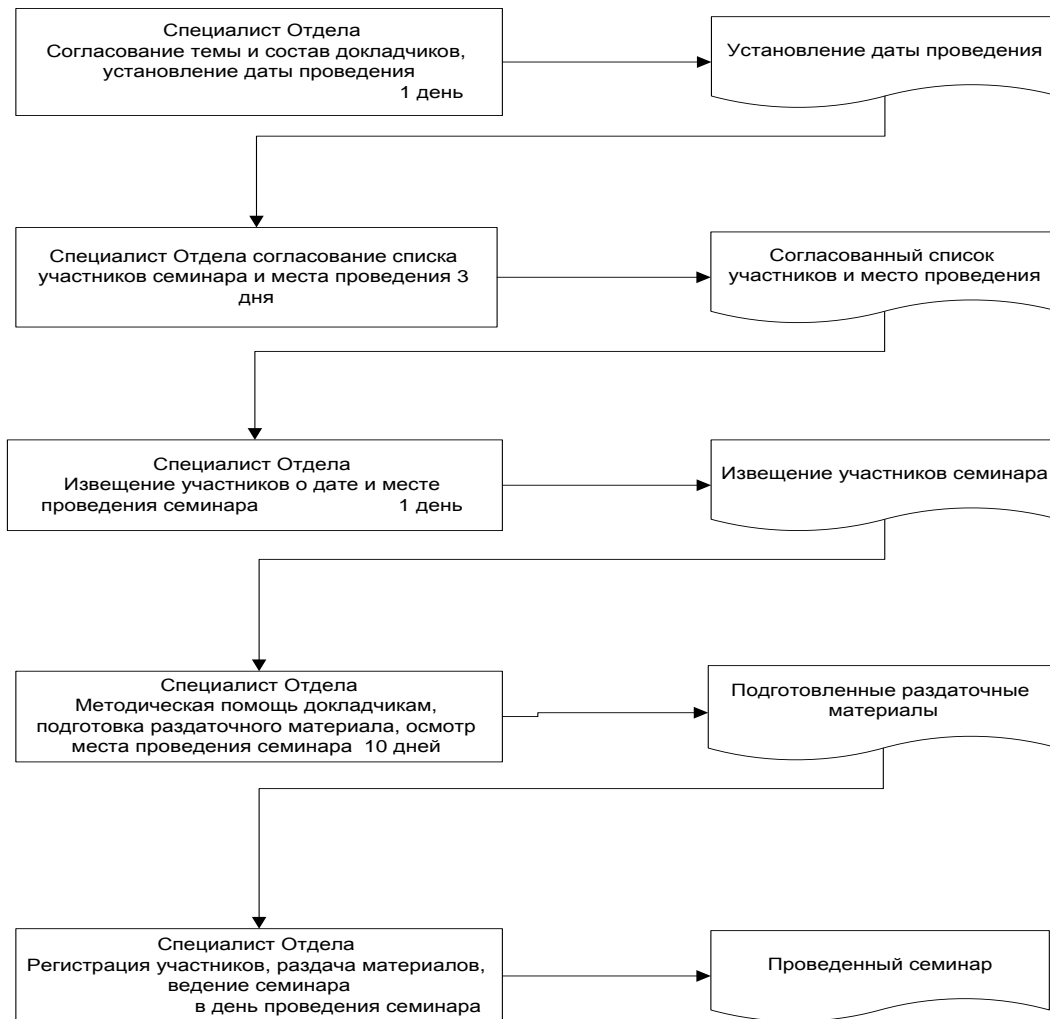 Специалист Отдела
Согласование темы и состав докладчиков,
установление даты проведения
1 день
Установление даты проведения
Специалист Отдела согласование списка
участников семинара и места проведения 3
дня
Согласованный список
участников и место проведения
Специалист Отдела
Извещение участников о дате и месте
проведения семинара 1 день
Извещение участников семинара
Специалист Отдела
Методическая помощь докладчикам,
подготовка раздаточного материала, осмотр
места проведения семинара 10 дней
Подготовленные раздаточные
материалы
Специалист Отдела
Регистрация участников, раздача материалов,
ведение семинара
в день проведения семинара
Проведенный семинар